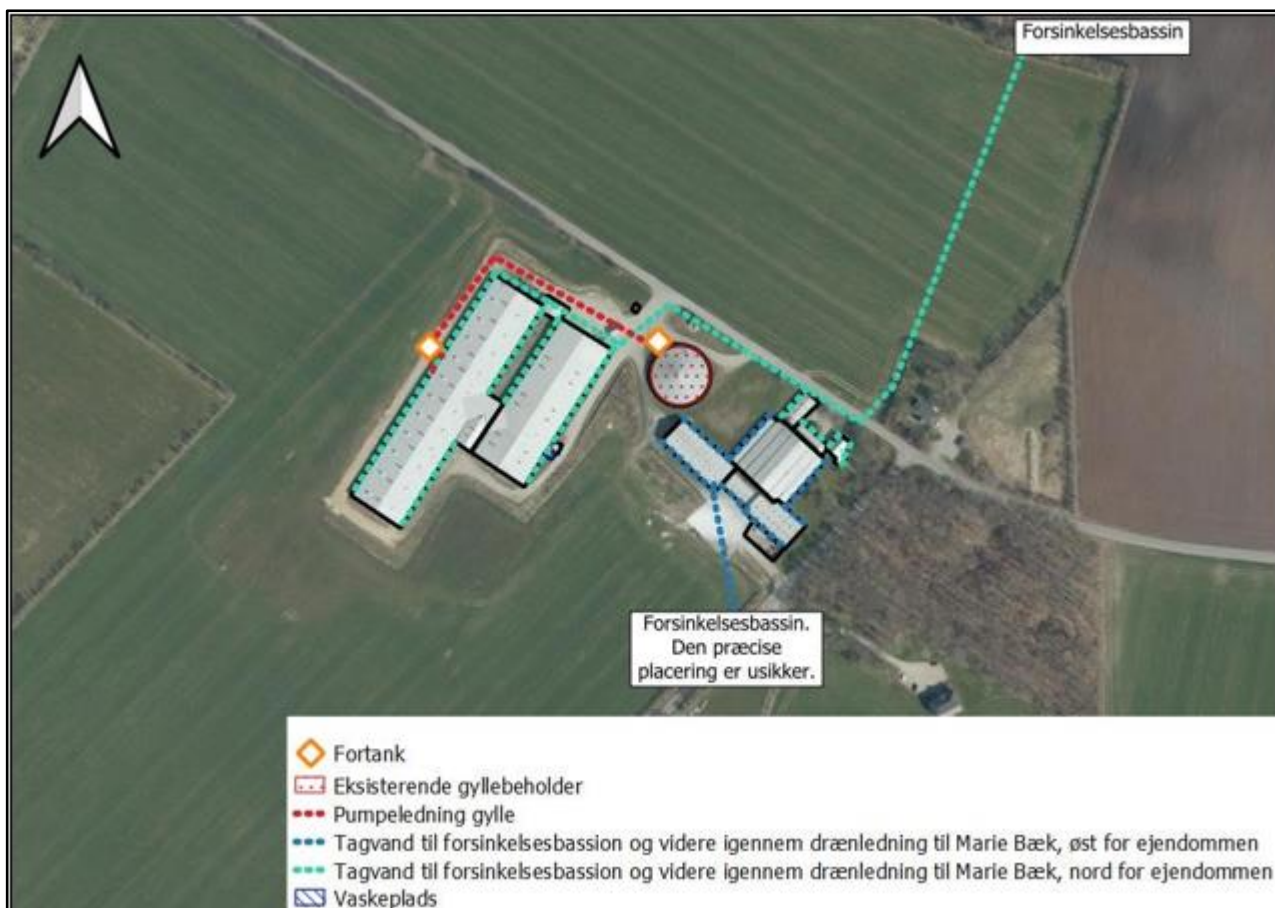 Forsinkelsesbassin
Forsinkelsesbassin.
Den præcise
placering er usikker.
Fortank
Eksisterende gyllebeholder
Pumpeledning gylle
Tagvand til forsinkelsesbassion og videre igennem drænledning til Marie Bæk, øst for ejendommen
Tagvand til forsinkelsesbassion og videre igennem drænledning til Marie Bæk, nord for ejendommen
Vaskeplads